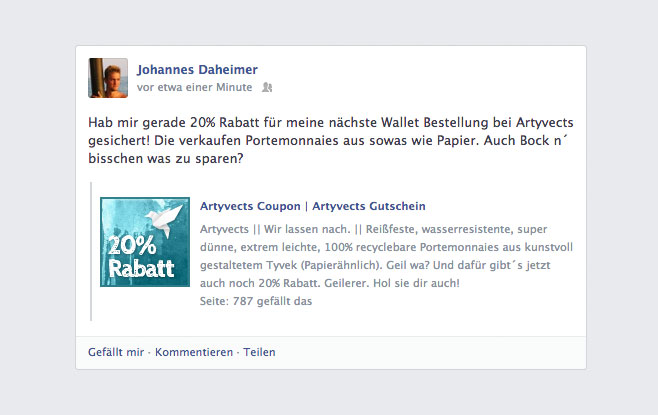 Johannes Daheimer
vor etwa einer Minute
Hab mir gerade 20% Rabatt für meine nächste Wallet Bestellung bei Artyvects
gesichert! Die verkaufen Portemonnaies aus sowas wie Papier. Auch Bock n´
bisschen was zu sparen?
20%
Rabatt
Artyvects Coupon | Artyvects Gutschein
Artyvects || Wir lassen nach. || Reißfeste, wasserresistente, super
dünne, extrem leichte, 100% recyclebare Portemonnaies aus kunstvoll
gestaltetem Tyvek (Papierähnlich). Geil wa? Und dafür gibt´s jetzt
auch noch 20% Rabatt. Geilerer. Hol sie dir auch!
Seite: 787 gefällt das
Gefällt mir · Kommentieren · Teilen